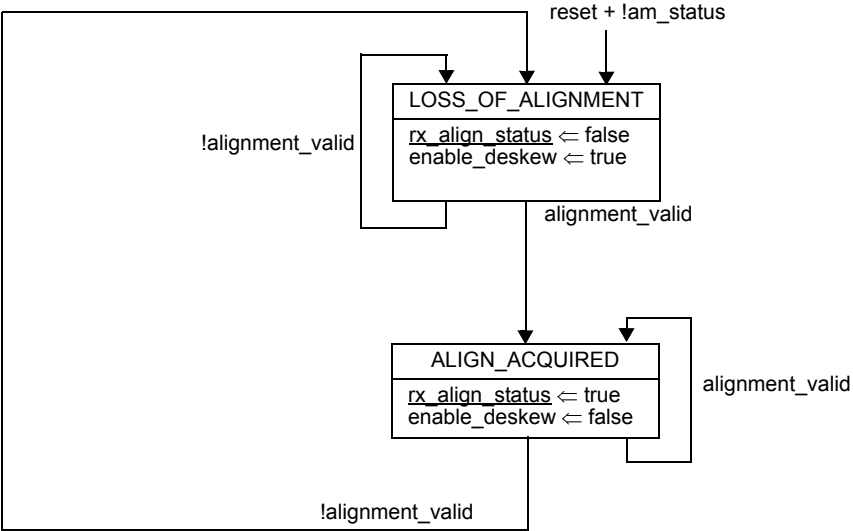 reset + !am_status
LOSS_OF_ALIGNMENT
!alignment_valid
rx_align_status ⇐ false
enable_deskew ⇐ true
alignment_valid
ALIGN_ACQUIRED
rx_align_status ⇐ true
enable_deskew ⇐ false
alignment_valid
!alignment_valid